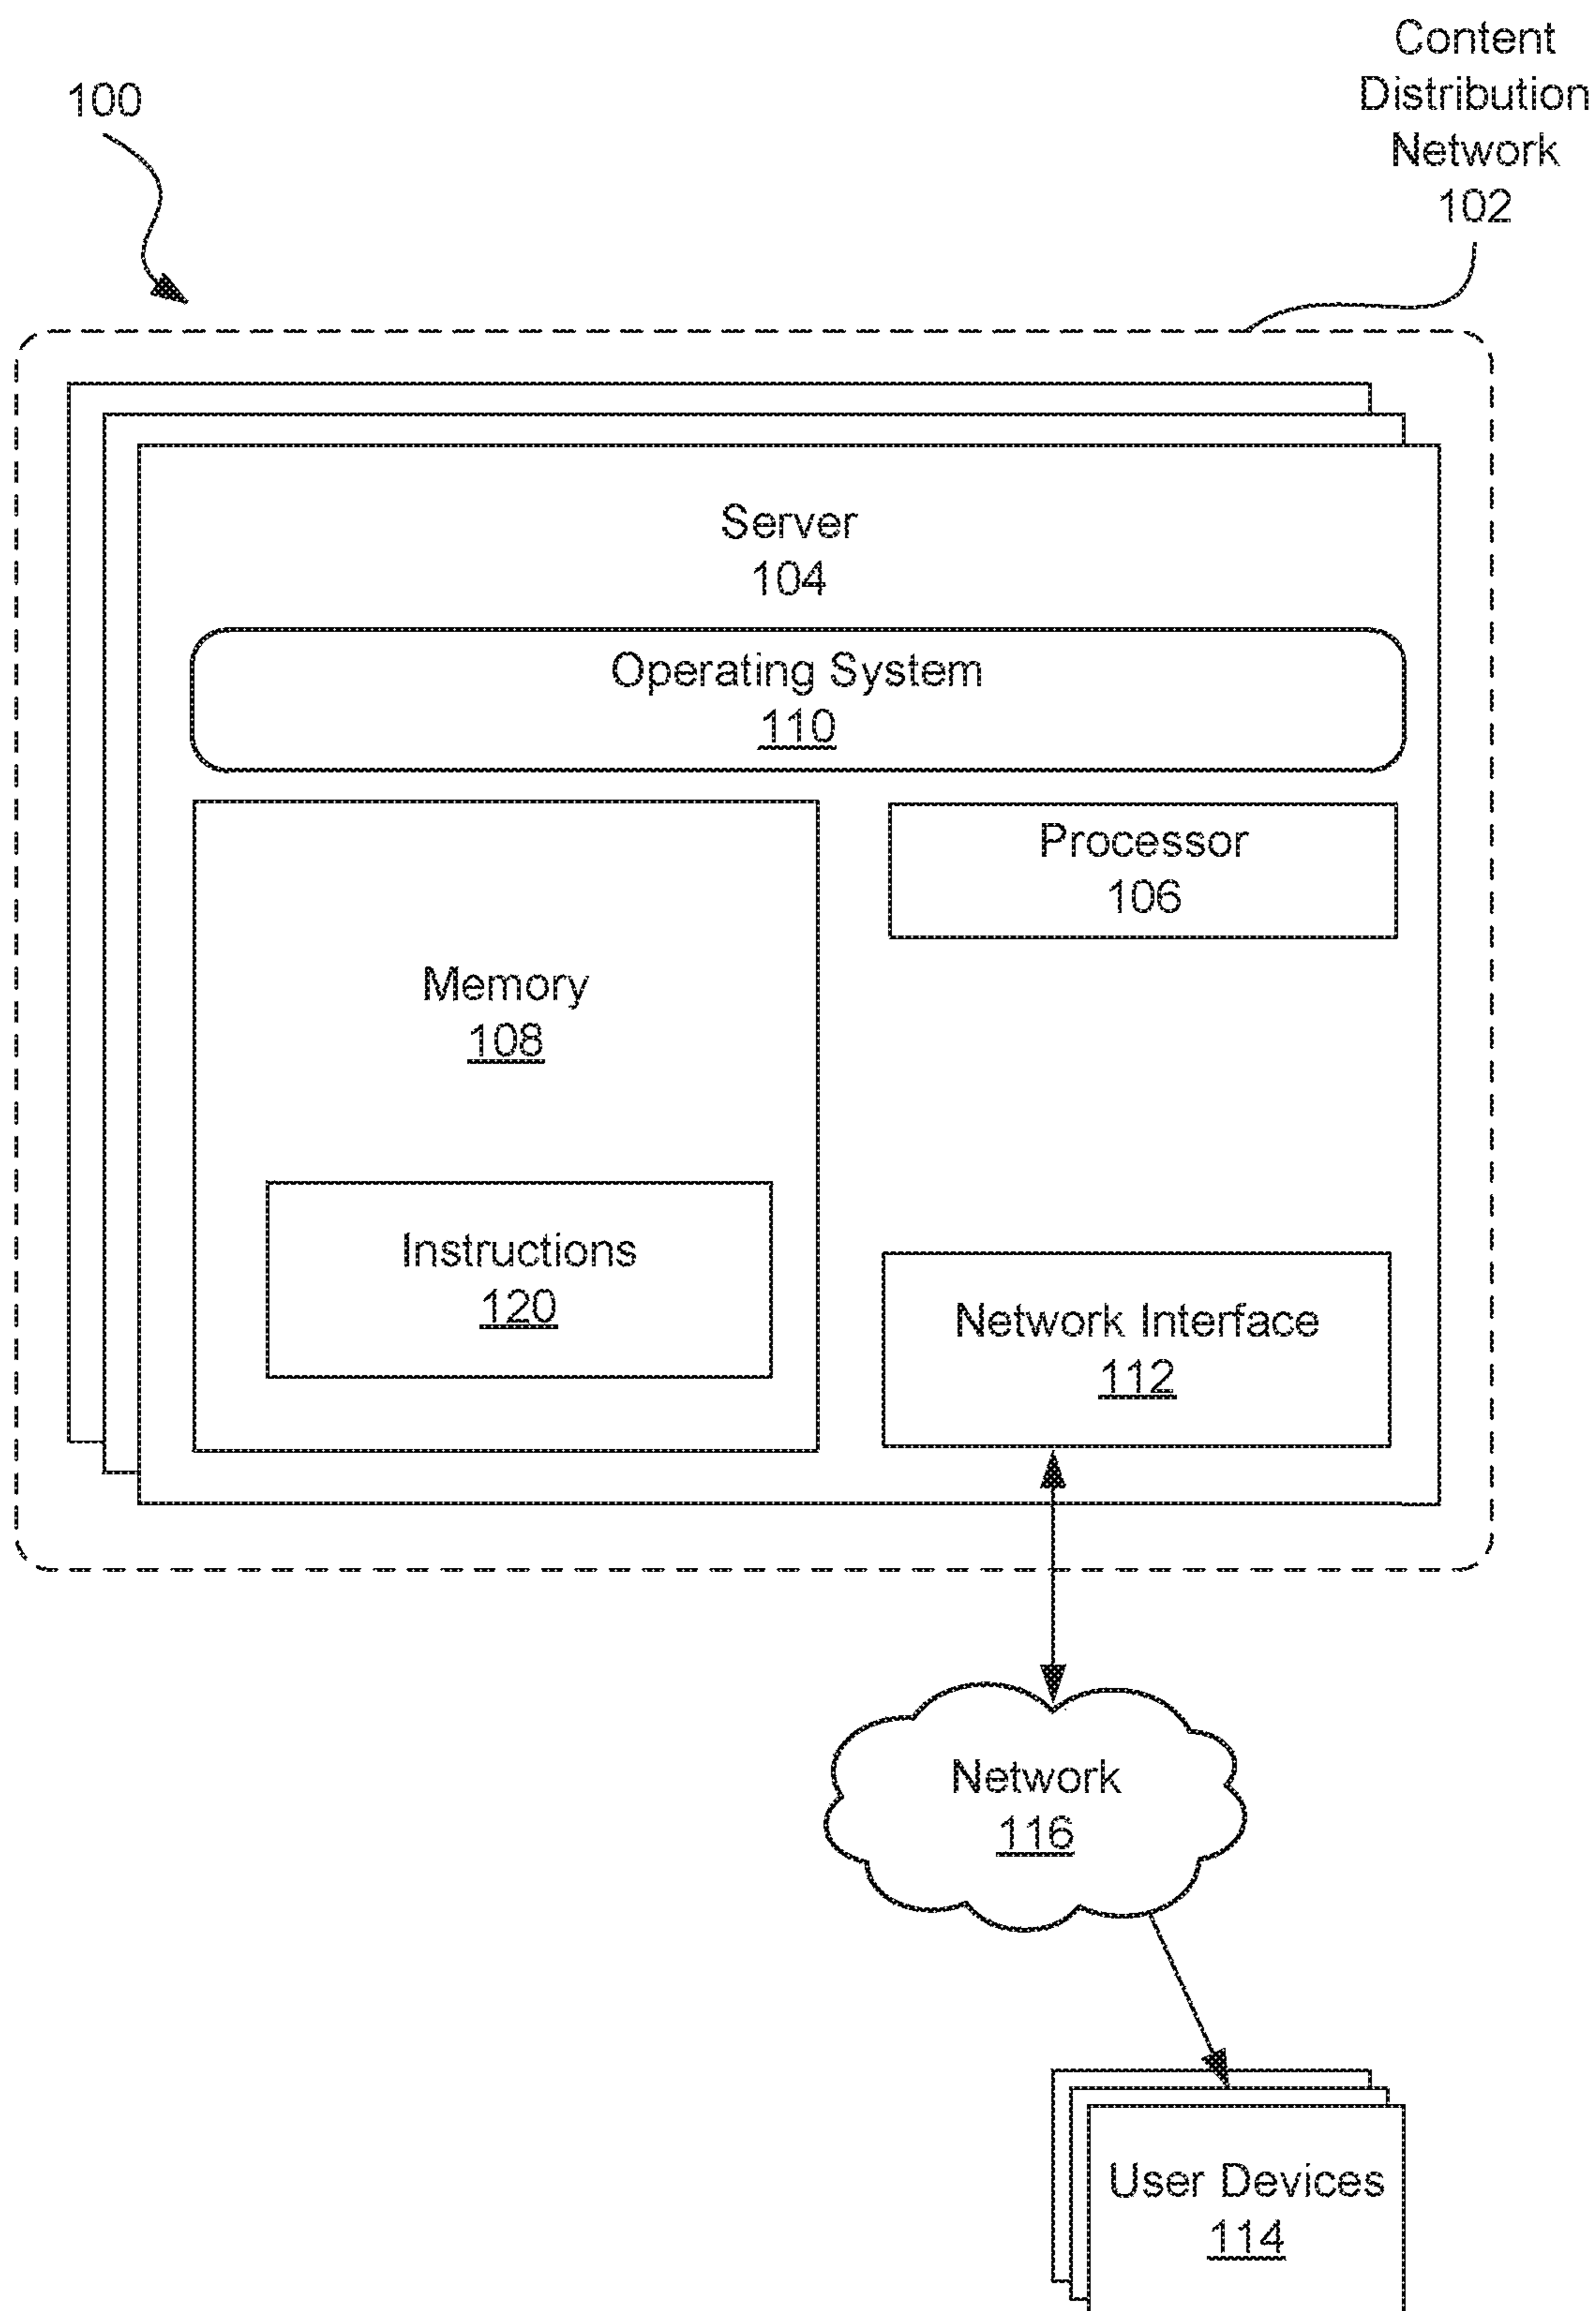 100
Content
Distribution
Network
102
Server
104
Operating System
110
Processor
106
Memory
108
Instructions
120
Network Interface
112
Network
116
User Devices
114